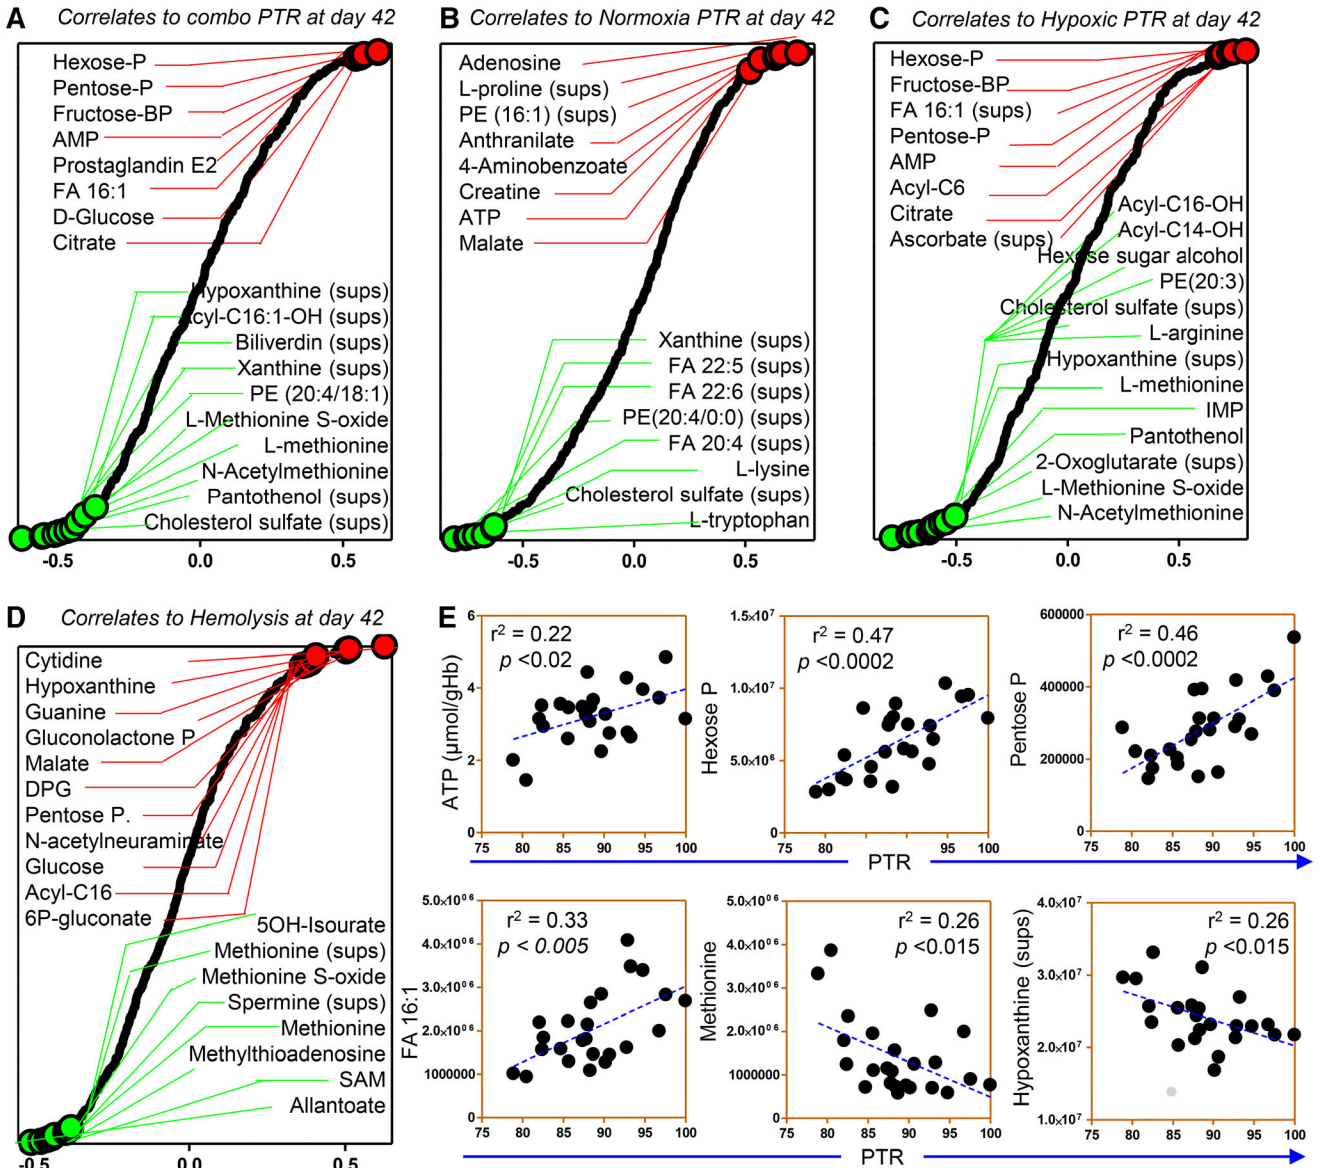 A
Correlates to combo PTR at day 42
Hexose-P
Pentose-P
Fructose-BP
AMP
Prostaglandin E2
FA 16:1
D-Glucose
Citrate
Hypoxanthine (sups)
Acyl-C16:1-OH (sups)
Biliverdin (sups)
Xanthine (sups)
PE (20:4/18:1)
L-Methionine S-oxide
L-methionine
N-Acetylmethionine
Pantothenol (sups)
Cholesterol sulfate (sups)
-0.5 0.0 0.5
B
Correlates to Normoxia PTR at day 42
Adenosine
L-proline (sups)
PE (16:1) (sups)
Anthranilate
4-Aminobenzoate
Creatine
ATP
Malate
Xanthine (sups)
FA 22:5 (sups)
FA 22:6 (sups)
PE(20:4/0:0) (sups)
FA 20:4 (sups)
L-lysine
Cholesterol sulfate (sups)
L-tryptophan
-0.5 0.0 0.5
C
Correlates to Hypoxic PTR at day 42
Hexose-P
Fructose-BP
FA 16:1 (sups)
Pentose-P
AMP
Acyl-C6
Citrate
Ascorbate (sups)
Acyl-C16-OH
Acyl-C14-OH
Hexose sugar alcohol
PE(20:3)
Cholesterol sulfate (sups)
L-arginine
Hypoxanthine (sups)
L-methionine
IMP
Pantothenol
2-Oxoglutarate (sups)
L-Methionine S-oxide
N-Acetylmethionine
-0.5 0.0 0.5
D
Correlates to Hemolysis at day 42
Cytidine
Hypoxanthine
Guanine
Gluconolactone P
Malate
DPG
Pentose P.
N-acetylneuraminate
Glucose
Acyl-C16
6P-gluconate
5OH-Isourate
Methionine (sups)
Methionine S-oxide
Spermine (sups)
Methionine
Methylthioadenosine
SAM
Allantoate
-0.5 0.0 0.5
E
ATP (μmol/gHb)
6
4
2
0
r² = 0.22
p <0.02
75 80 85 90 95 100
Hexose P
1.5x10⁷
1.0x10⁷
5.0x10⁶
0
r² = 0.47
p <0.0002
75 80 85 90 95 100
Pentose P
600000
400000
200000
0
r² = 0.46
p <0.0002
75 80 85 90 95 100
PTR
FA 16:1
5.0x10⁰⁶
4.0x10⁰⁶
3.0x10⁰⁶
2.0x10⁰⁶
1000000
0
r² = 0.33
p < 0.005
75 80 85 90 95 100
Methionine
5.0x10⁰⁶
4.0x10⁰⁶
3.0x10⁰⁶
2.0x10⁰⁶
1000000
0
r² = 0.26
p <0.015
75 80 85 90 95 100
Hypoxanthine (sups)
4.0x10⁷
3.0x10⁷
2.0x10⁷
1.0x10⁷
r² = 0.26
p <0.015
75 80 85 90 95 100
PTR